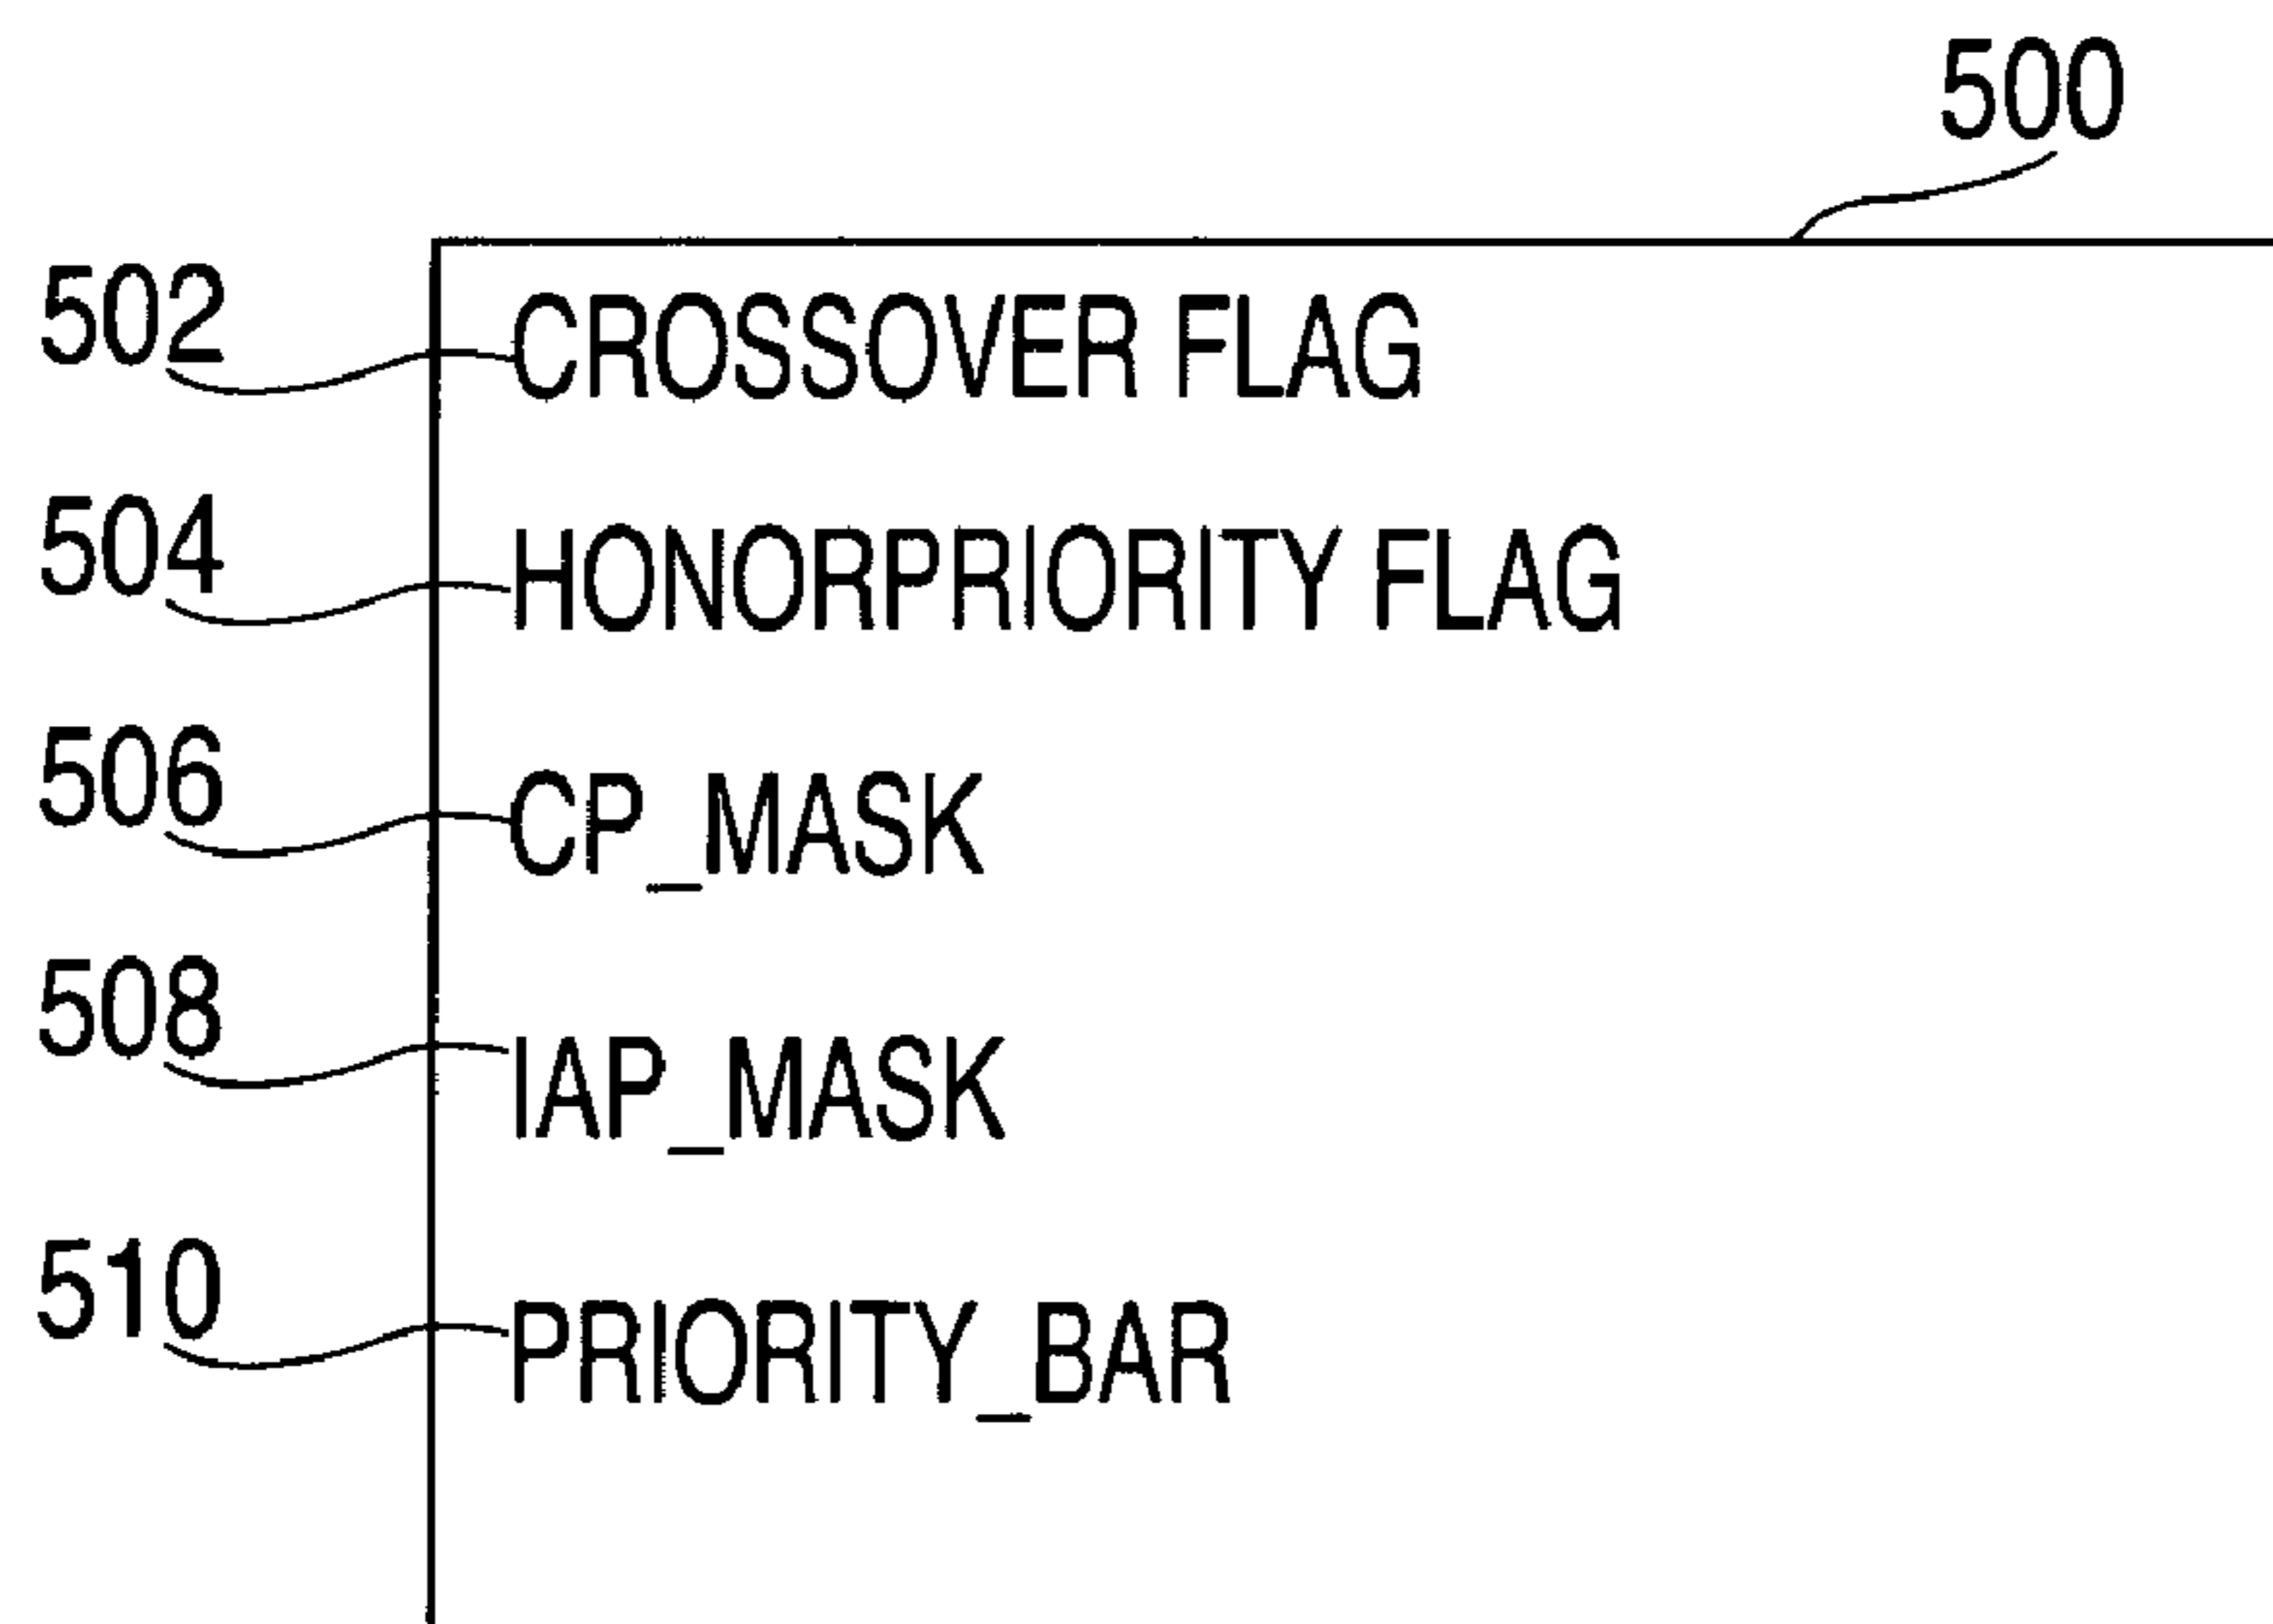 500
502 CROSSOVER FLAG
504 HONORPRIORITY FLAG
506 CP_MASK
508 IAP_MASK
510 PRIORITY_BAR